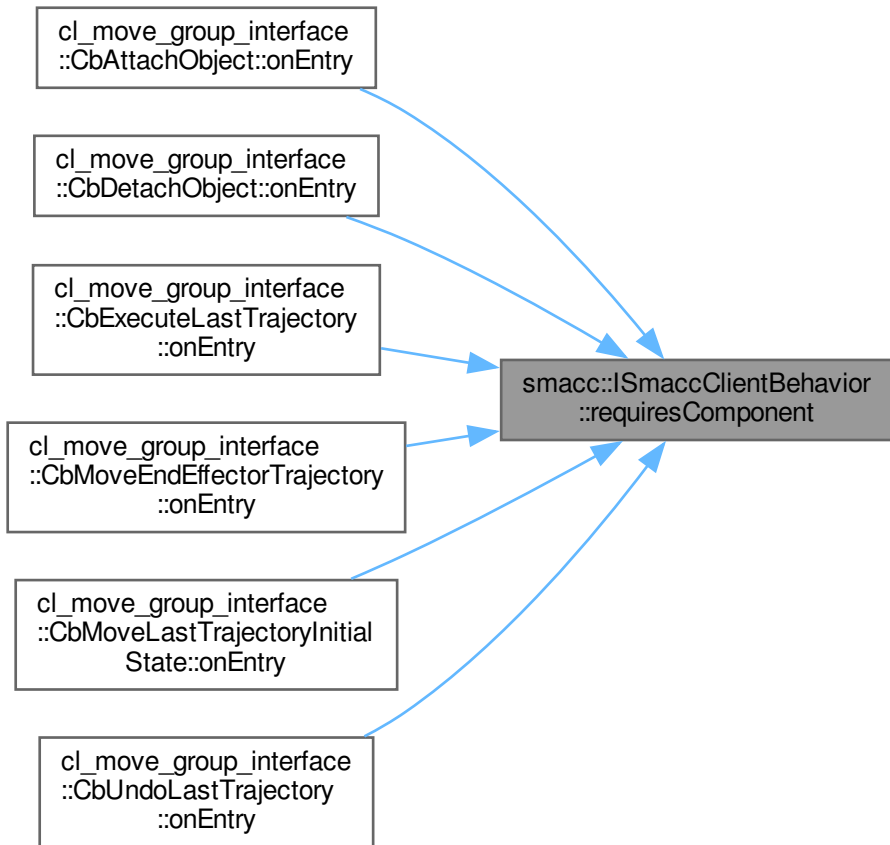 cl_move_group_interface
::CbAttachObject::onEntry
cl_move_group_interface
::CbDetachObject::onEntry
cl_move_group_interface
::CbExecuteLastTrajectory
::onEntry
smacc::ISmaccClientBehavior
::requiresComponent
cl_move_group_interface
::CbMoveEndEffectorTrajectory
::onEntry
cl_move_group_interface
::CbMoveLastTrajectoryInitial
State::onEntry
cl_move_group_interface
::CbUndoLastTrajectory
::onEntry